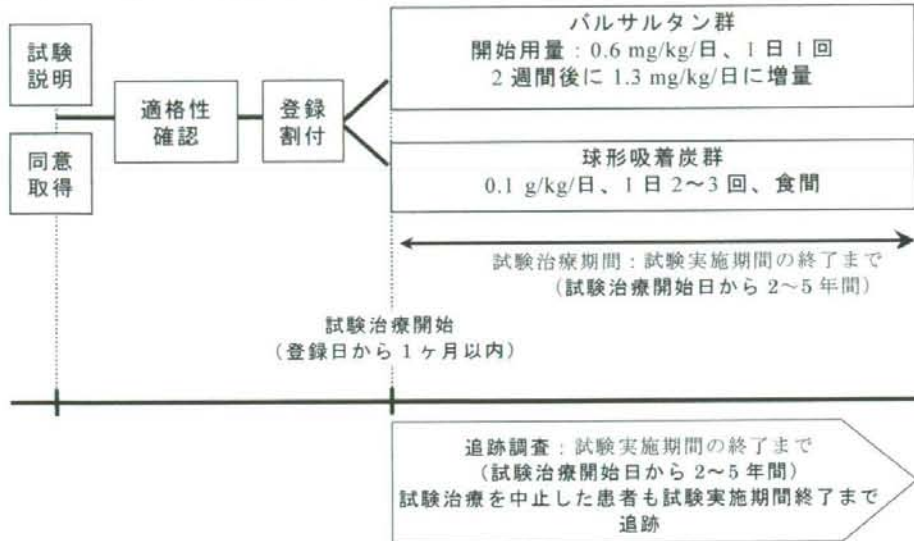 試験
説明
同意
取得
適格性
確認
登録
割付
バルサルタン群
開始用量：0.6 mg/kg/日、1日1回
2週間後に1.3 mg/kg/日に増量
球形吸着炭群
0.1 g/kg/日、1日2～3回、食間
試験治療期間：試験実施期間の終了まで
（試験治療開始日から2～5年間）
試験治療開始
（登録日から1ヶ月以内）
追跡調査：試験実施期間の終了まで
（試験治療開始日から2～5年間）
試験治療を中止した患者も試験実施期間終了まで
追跡